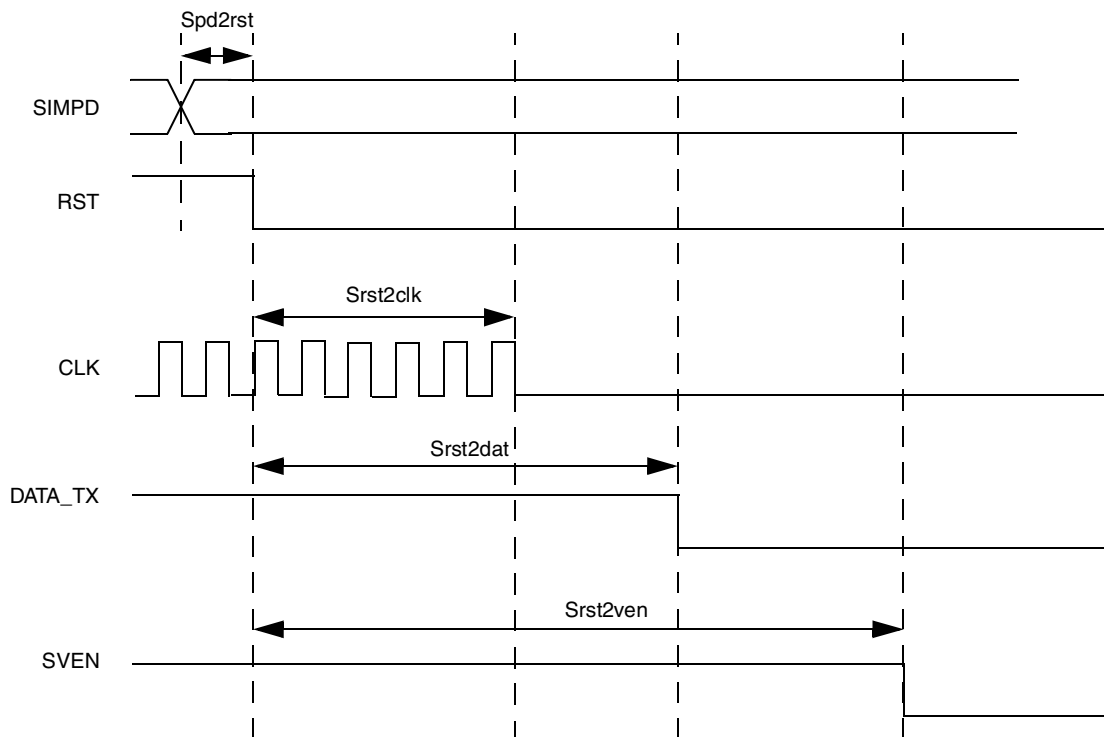 Spd2rst
SIMPD
RST
Srst2clk
CLK
Srst2dat
DATA_TX
Srst2ven
SVEN